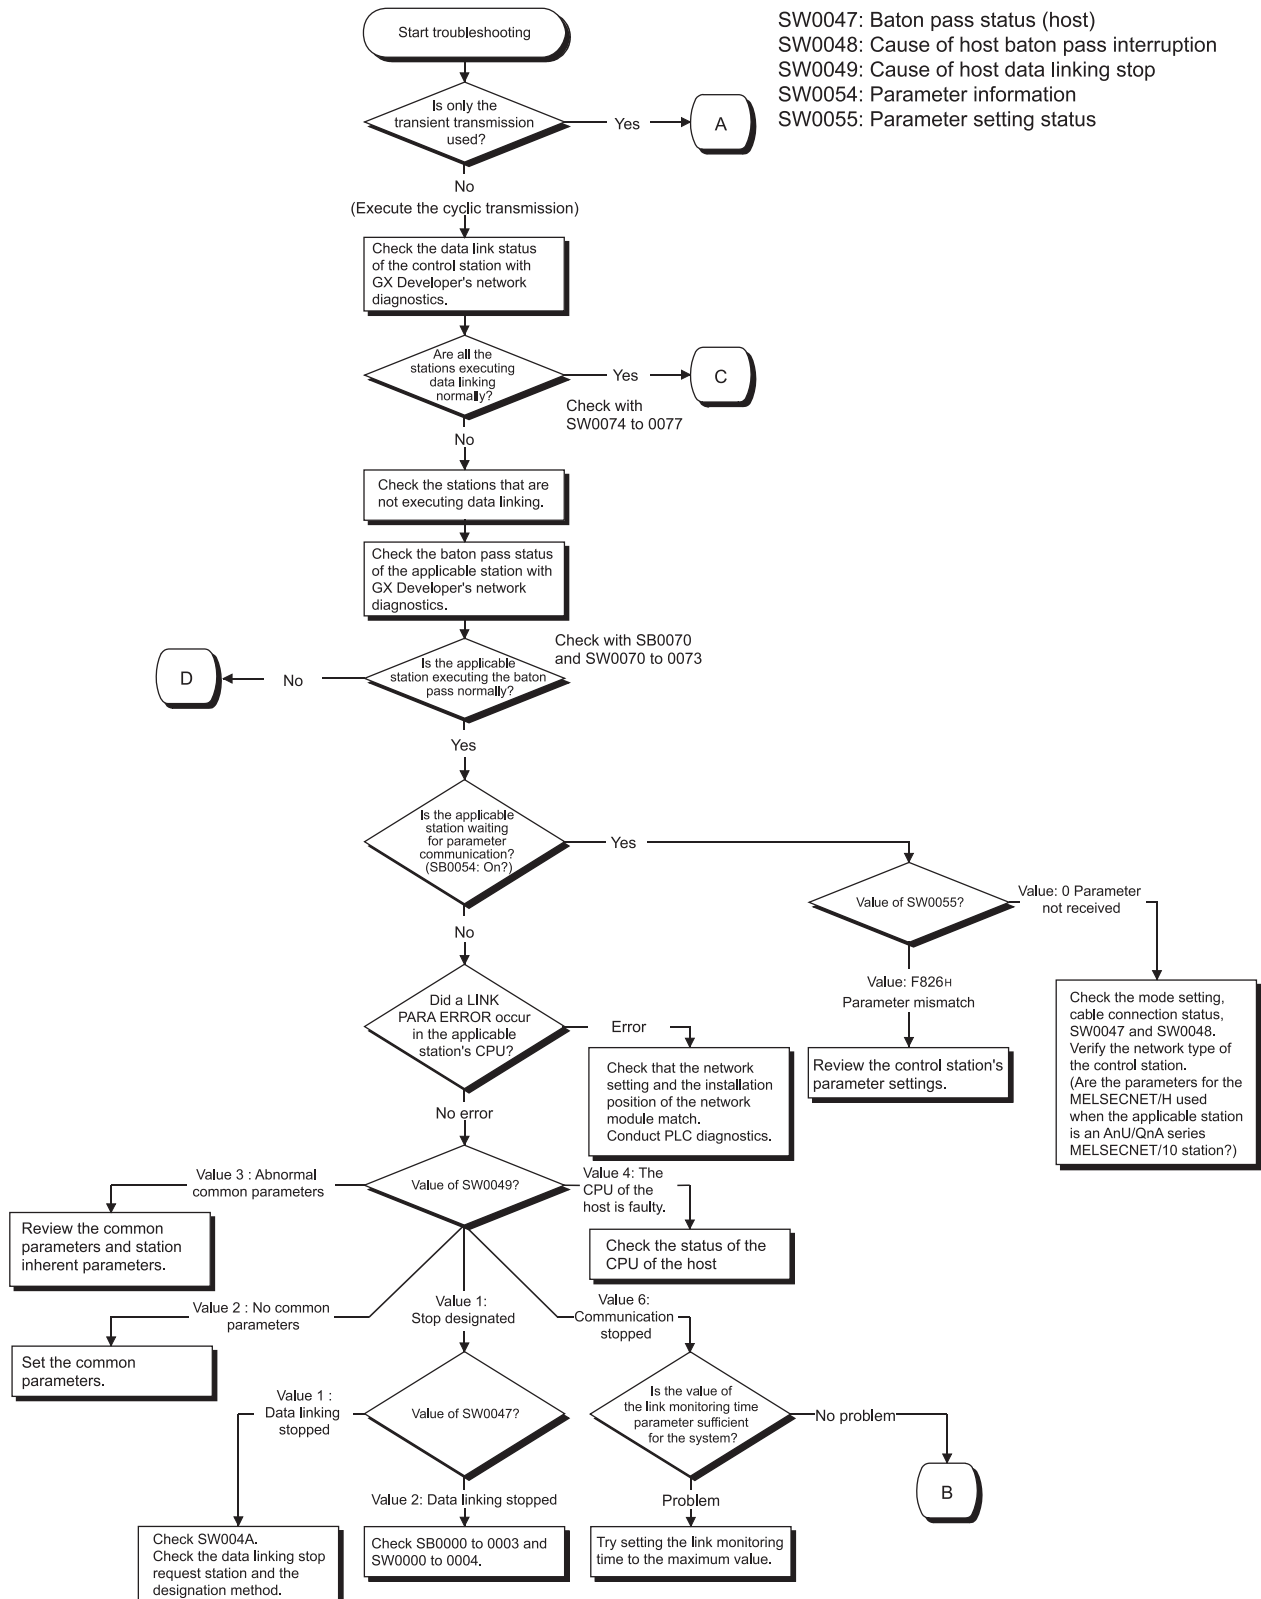 Start troubleshooting
SW0047: Baton pass status (host)
SW0048: Cause of host baton pass interruption
SW0049: Cause of host data linking stop
SW0054: Parameter information
SW0055: Parameter setting status
Is only the
transient transmission
used?
Yes
A
No
(Execute the cyclic transmission)
Check the data link status
of the control station with
GX Developer's network
diagnostics.
Are all the
stations executing
data linking
normally?
Yes
C
Check with
SW0074 to 0077
No
Check the stations that are
not executing data linking.
Check the baton pass status
of the applicable station with
GX Developer's network
diagnostics.
Check with SB0070
and SW0070 to 0073
Is the applicable
station executing the baton
pass normally?
No
D
Yes
Is the applicable
station waiting
for parameter
communication?
(SB0054: On?)
Yes
Value of SW0055?
Value: 0 Parameter
not received
No
Value: F826H
Parameter mismatch
Check the mode setting,
cable connection status,
SW0047 and SW0048.
Verify the network type of
the control station.
(Are the parameters for the
MELSECNET/H used
when the applicable station
is an AnU/QnA series
MELSECNET/10 station?)
Review the control station's
parameter settings.
Did a LINK
PARA ERROR occur
in the applicable
station's CPU?
Error
Check that the network
setting and the installation
position of the network
module match.
Conduct PLC diagnostics.
No error
Value 3 : Abnormal
common parameters
Value of SW0049?
Value 4: The
CPU of the
host is faulty.
Review the common
parameters and station
inherent parameters.
Check the status of the
CPU of the host
Value 2 : No common
parameters
Value 1:
Stop designated
Value 6:
Communication
stopped
Set the common
parameters.
Value 1 :
Data linking
stopped
Value of SW0047?
Is the value of
the link monitoring time
parameter sufficient
for the system?
No problem
B
Value 2: Data linking stopped
Problem
Check SW004A.
Check the data linking stop
request station and the
designation method.
Check SB0000 to 0003 and
SW0000 to 0004.
Try setting the link monitoring
time to the maximum value.